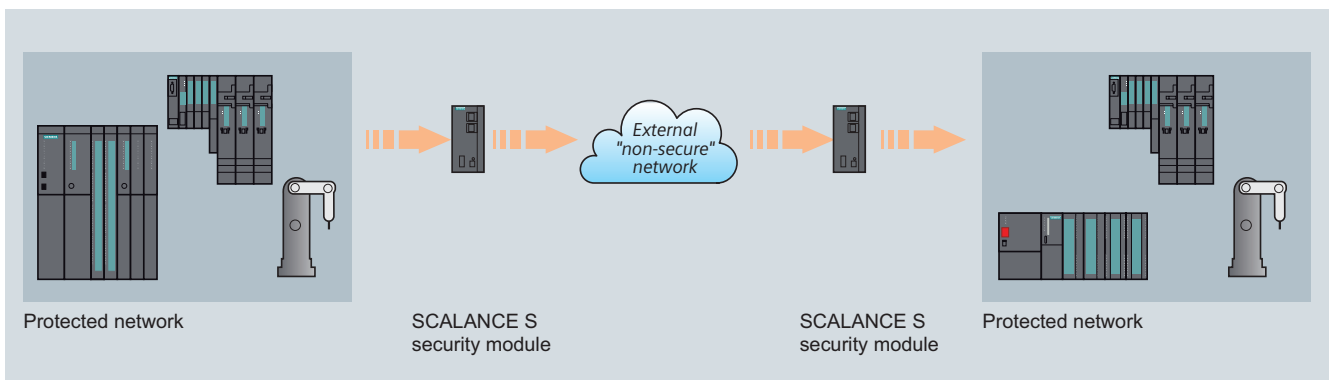 External
"non-secure"
network
Protected network
SCALANCE S
security module
SCALANCE S
security module
Protected network